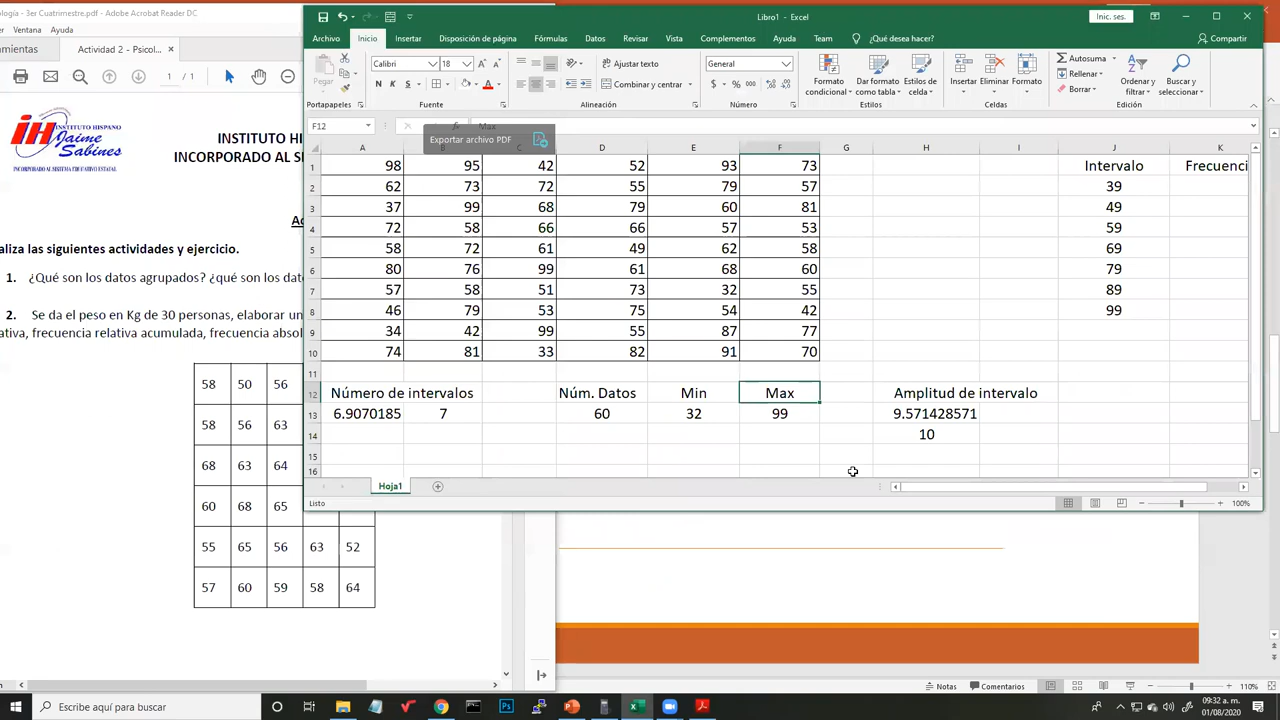 ología - 3er Cuatrimestre.pdf - Adobe Acrobat Reader DC
Ventana Ayuda
amientas Actividad 2 - Psicol...
1 / 1
INSTITUTO HISPANO
Jaime
Sabines
INCORPORADO AL SISTEMA EDUCATIVO ESTATAL
INSTITUTO HI
INCORPORADO AL S
Ac
aliza las siguientes actividades y ejercicio.
1. ¿Qué son los datos agrupados? ¿qué son los dat
2. Se da el peso en Kg de 30 personas, elaborar un
ativa, frecuencia relativa acumulada, frecuencia abso
58 50 56
58 56 63
68 63 64
60 68 65
55 65 56 63 52
57 60 59 58 64
Libro1 - Excel
Inic. ses.
Archivo Inicio Insertar Disposición de página Fórmulas Datos Revisar Vista Complementos Ayuda Team ¿Qué desea hacer? Compartir
Pegar
Calibri 18
N K S
Ajustar texto
Combinar y centrar
General
$ % 000
Formato condicional
Dar formato como tabla
Estilos de celda
Insertar Eliminar Formato
Autosuma
Rellenar
Borrar
Ordenar y filtrar
Buscar y seleccionar
Portapapeles Fuente Alineación Número Estilos Celdas Edición
F12 fx Max
Exportar archivo PDF
A B C D E F G H I J K
1 98 95 42 52 93 73 Intervalo Frecuenci
2 62 73 72 55 79 57 39
3 37 99 68 79 60 81 49
4 72 58 66 66 57 53 59
5 58 72 61 49 62 58 69
6 80 76 99 61 68 60 79
7 57 58 51 73 32 55 89
8 46 79 53 75 54 42 99
9 34 42 99 55 87 77
10 74 81 33 82 91 70
11
12 Número de intervalos Núm. Datos Min Max Amplitud de intervalo
13 6.9070185 7 60 32 99 9.571428571
14 10
15
16
Hoja1
Listo
100%
Notas Comentarios 110%
Escribe aquí para buscar
09:32 a. m.
01/08/2020